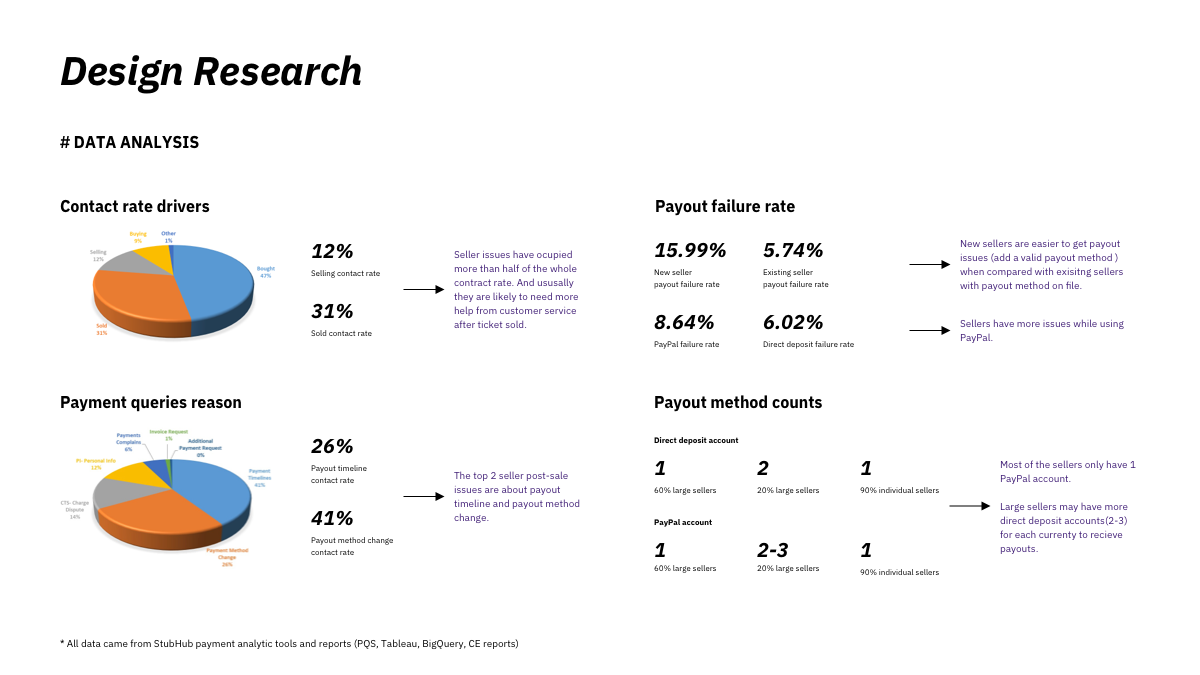 Design Research
# DATA ANALYSIS
Contact rate drivers
Buying
9%
Other
1%
Selling
12%
Bought
47%
Sold
31%
12%
Selling contact rate
31%
Sold contact rate
Seller issues have ocupied
more than half of the whole
contract rate. And ususally
they are likely to need more
help from customer service
after ticket sold.
Payout failure rate
15.99%
New seller
payout failure rate
5.74%
Existing seller
payout failure rate
New sellers are easier to get payout
issues (add a valid payout method )
when compared with exisitng sellers
with payout method on file.
8.64%
PayPal failure rate
6.02%
Direct deposit failure rate
Sellers have more issues while using
PayPal.
Payment queries reason
Payments
Complains
6%
Invoice Request
1%
Additional
Payment Request
0%
PI- Personal Info
12%
Payment
Timelines
41%
CTS- Charge
Dispute
14%
Payment Method
Change
26%
26%
Payout timeline
contact rate
41%
Payout method change
contact rate
The top 2 seller post-sale
issues are about payout
timeline and payout method
change.
Payout method counts
Direct deposit account
1
60% large sellers
2
20% large sellers
1
90% individual sellers
PayPal account
1
60% large sellers
2-3
20% large sellers
1
90% individual sellers
Most of the sellers only have 1
PayPal account.
Large sellers may have more
direct deposit accounts(2-3)
for each currenty to recieve
payouts.
* All data came from StubHub payment analytic tools and reports (PQS, Tableau, BigQuery, CE reports)